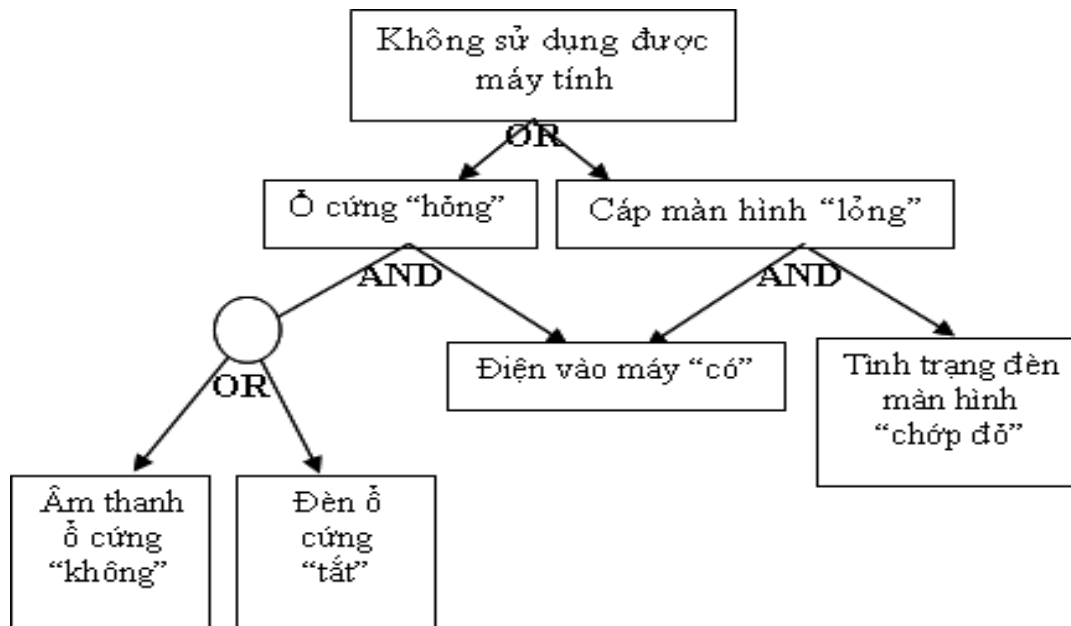 Không sử dụng được
máy tính
OR
Ổ cứng “hỏng”
Cáp màn hình “lỏng”
AND
AND
Điện vào máy “có”
Tình trạng đèn
màn hình
“chớp đỏ”
OR
Âm thanh
ổ cứng
“không”
Đèn ổ
cứng
“tắt”